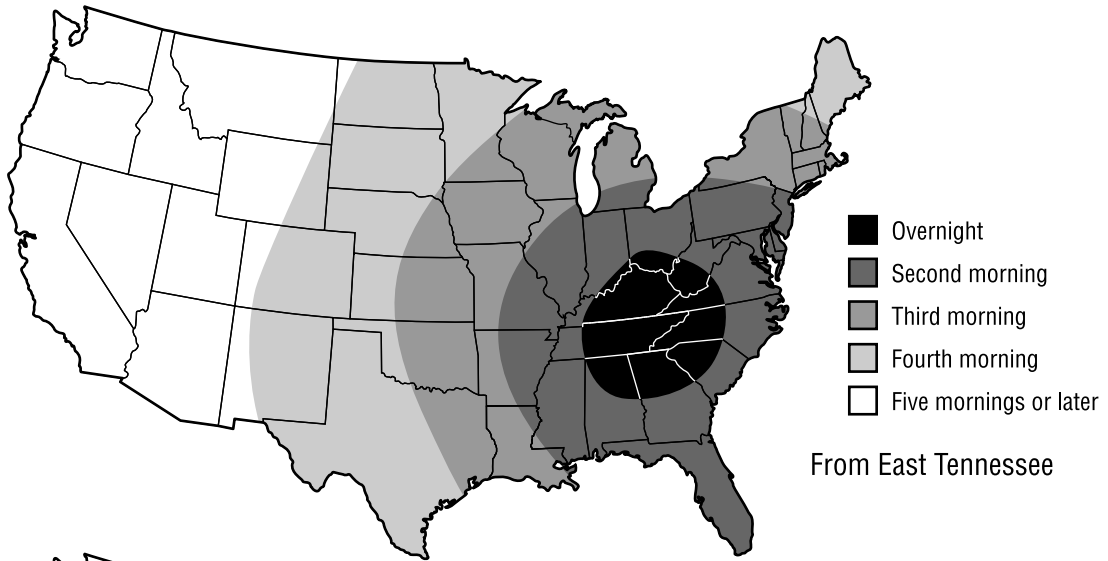 Overnight
Second morning
Third morning
Fourth morning
Five mornings or later
From East Tennessee